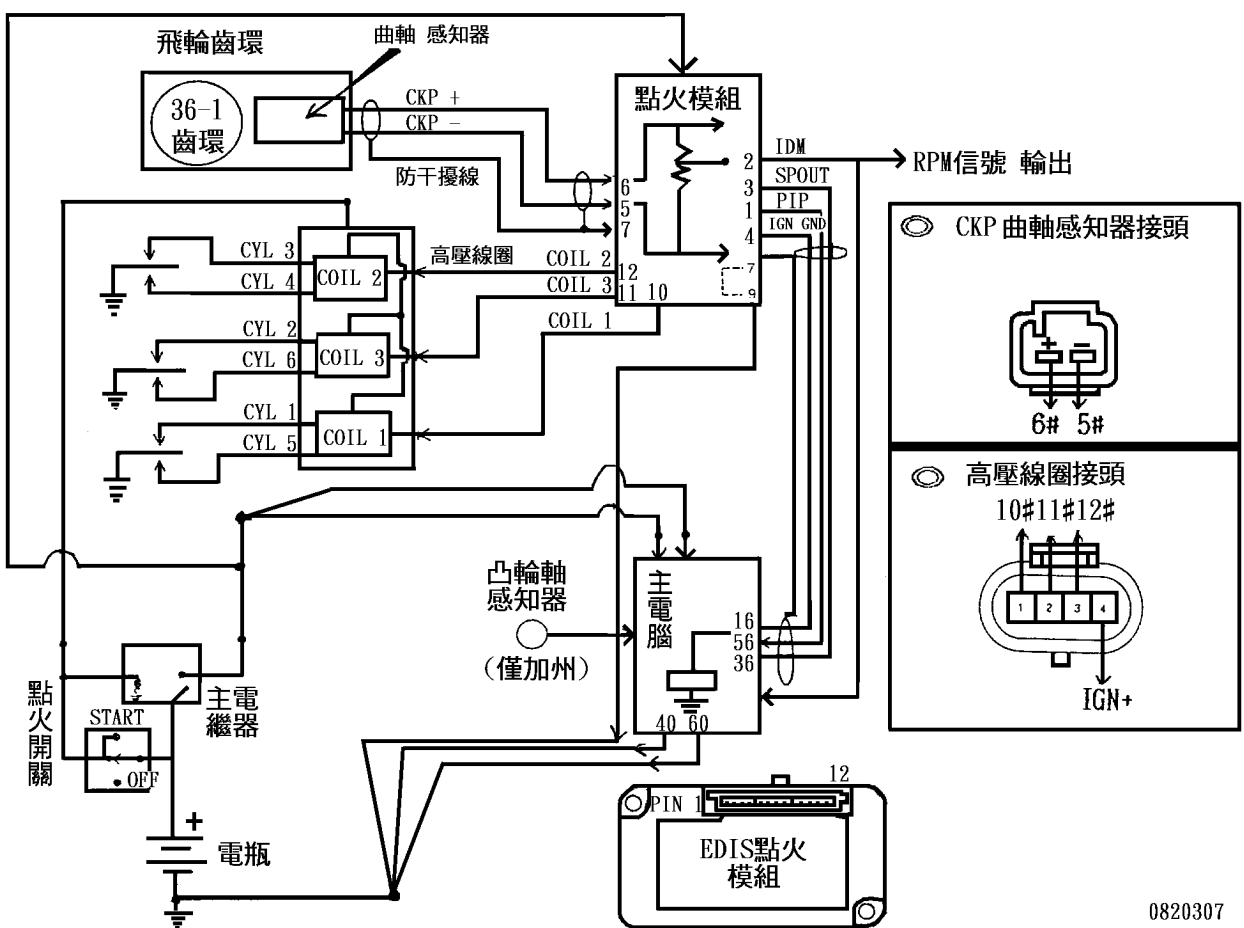 飛輪齒環
曲軸 感知器
36-1
齒環
CKP +
CKP -
防干擾線
點火模組
6
5
7
2
3
1
4
7
9
12
11 10
IDM
SPOUT
PIP
IGN GND
RPM信號 輸出
高壓線圈
COIL 2
COIL 3
COIL 1
CYL 3
CYL 4
COIL 2
CYL 2
CYL 6
COIL 3
CYL 1
CYL 5
COIL 1
凸輪軸
感知器
(僅加州)
主電腦
16
56
36
40 60
點火開關
START
OFF
主電
繼器
+
電瓶
PIN 1
12
EDIS點火
模組
CKP 曲軸感知器接頭
+ −
6# 5#
高壓線圈接頭
10#11#12#
1 2 3 4
IGN+
0820307